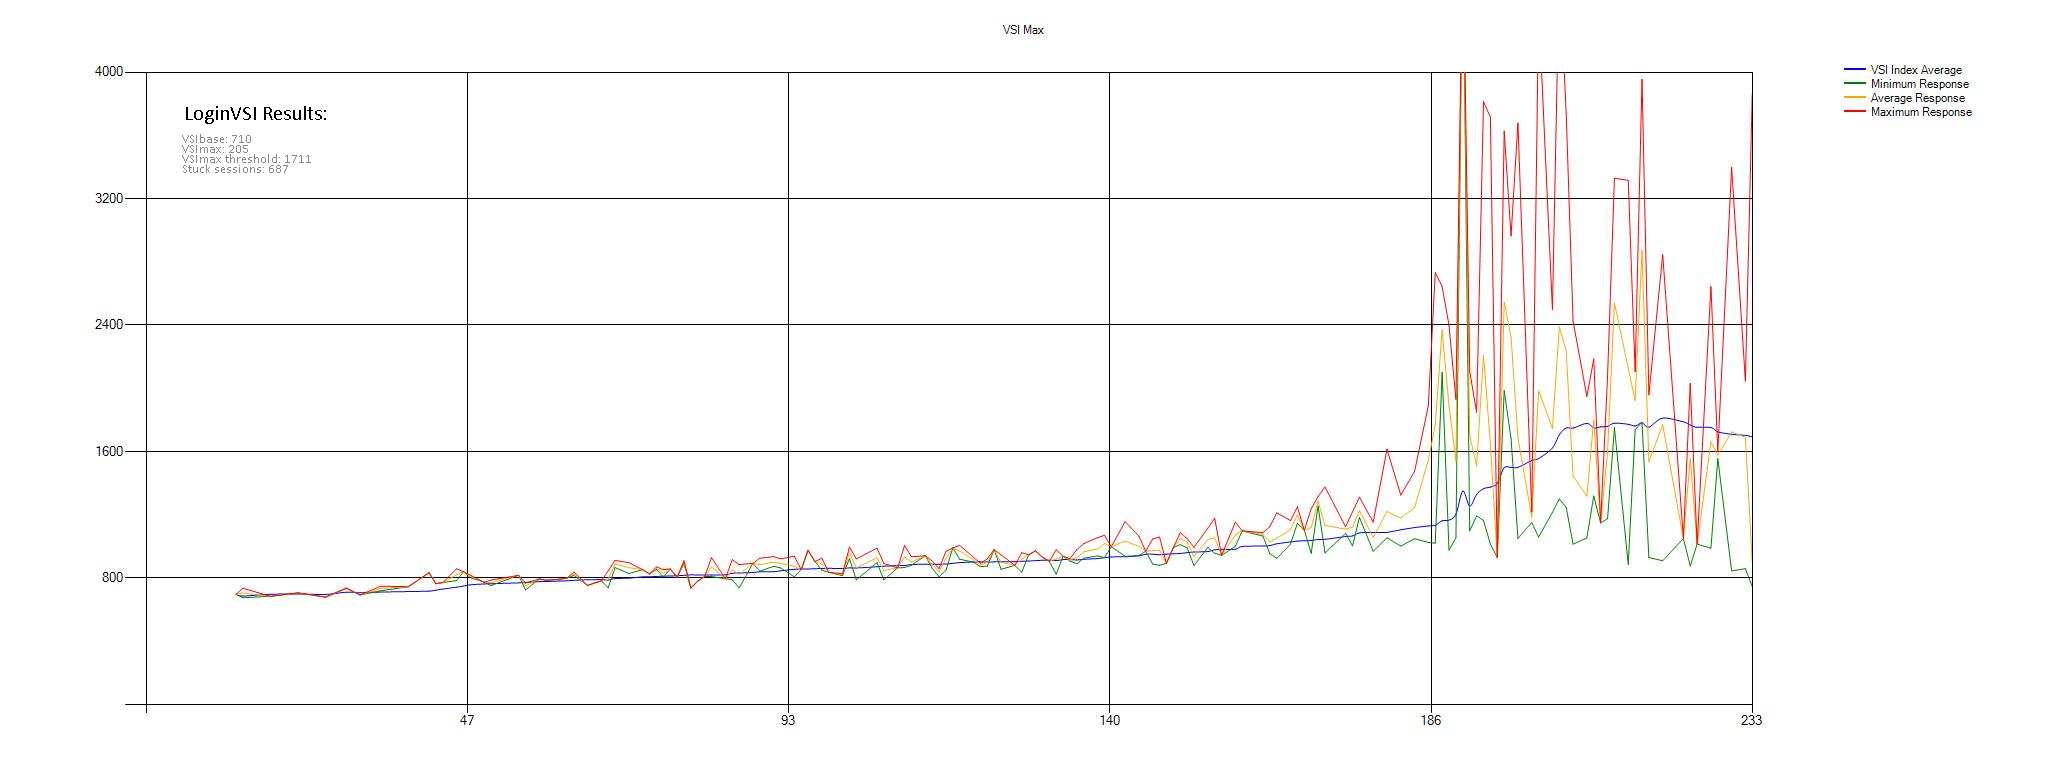 VSI Max
4000
3200
2400
1600
800
47
93
140
186
233
LoginVSI Results:
VSIbase: 710
VSImax: 205
VSImax threshold: 1711
Stuck sessions: 687
VSI Index Average
Minimum Response
Average Response
Maximum Response